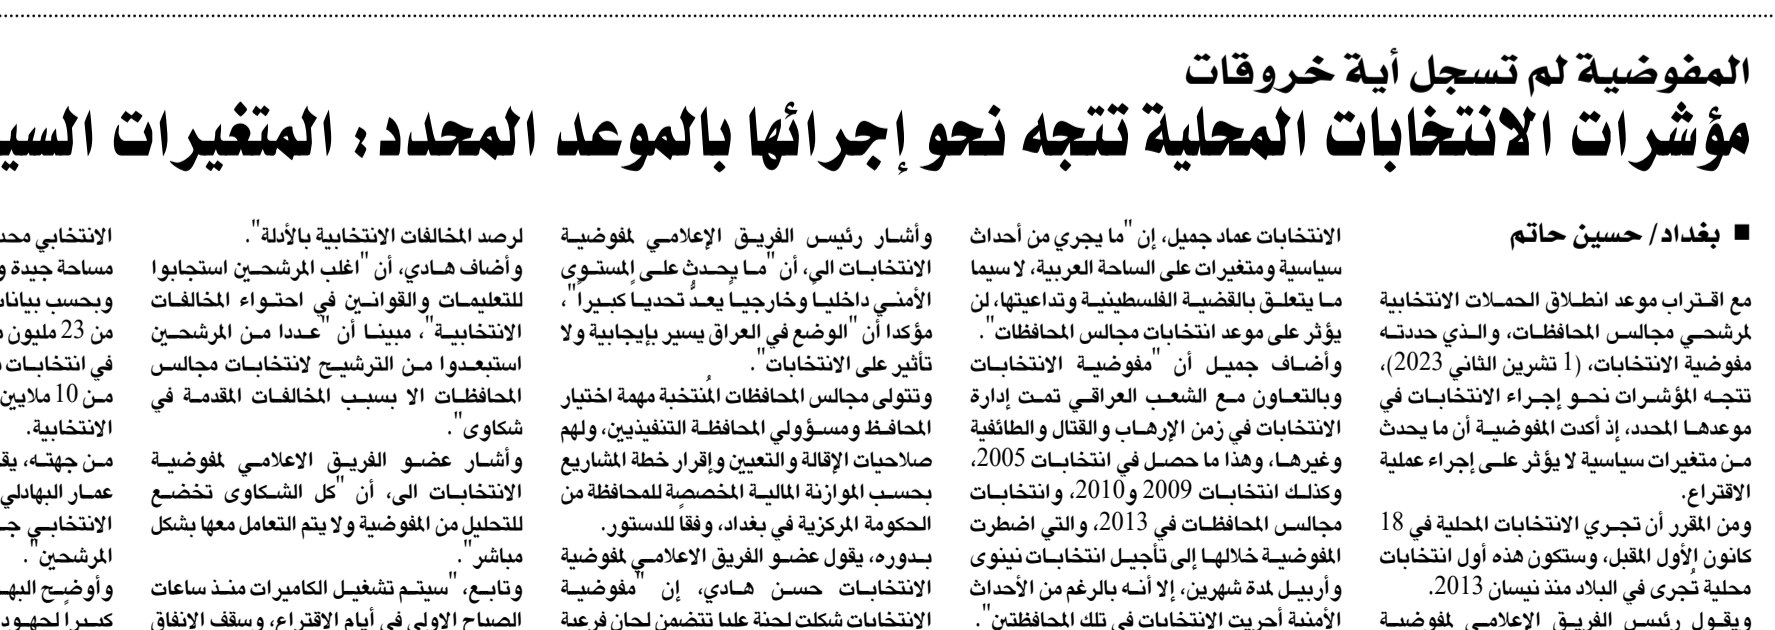 المفوضية لم تسجل أية خروقات
مؤشرات الانتخابات المحلية تتجه نحو إجرائها بالموعد المحدد: المتغيرات
■ بغداد/ حسين حاتم
مع اقتراب موعد انطلاق الحملات الانتخابية
لمرشحي مجالس المحافظات، والذي حددته
مفوضية الانتخابات، (1 تشرين الثاني 2023)،
تتجه المؤشرات نحو إجراء الانتخابات في
موعدها المحدد، إذ أكدت المفوضية أن ما يحدث
من متغيرات سياسية لا يؤثر على إجراء عملية
الاقتراع.
ومن المقرر أن تجري الانتخابات المحلية في 18
كانون الأول المقبل، وستكون هذه أول انتخابات
محلية تُجرى في البلاد منذ نيسان 2013.
ويقول رئيس الفريق الإعلامي لمفوضية
الانتخابات عماد جميل، إن "ما يجري من أحداث
سياسية ومتغيرات على الساحة العربية، لا سيما
ما يتعلق بالقضية الفلسطينية وتداعيتها، لن
يؤثر على موعد انتخابات مجالس المحافظات".
وأضاف جميل أن "مفوضية الانتخابات
وبالتعاون مع الشعب العراقي تمت إدارة
الانتخابات في زمن الإرهاب والقتال والطائفية
وغيرها، وهذا ما حصل في انتخابات 2005،
وكذلك انتخابات 2009 و2010، وانتخابات
مجالس المحافظات في 2013، والتي اضطرت
المفوضية خلالها إلى تأجيل انتخابات نينوى
وأربيل لمدة شهرين، إلا أنه بالرغم من الأحداث
الأمنية أجريت الانتخابات في تلك المحافظتين".
وأشار رئيس الفريق الإعلامي لمفوضية
الانتخابات الى، أن "ما يحدث على المستوى
الأمني داخلياً وخارجياً يعدُّ تحدياً كبيراً"،
مؤكدا أن "الوضع في العراق يسير بإيجابية ولا
تأثير على الانتخابات".
وتتولى مجالس المحافظات المُنتخبة مهمة اختيار
المحافظ ومسؤولي المحافظة التنفيذيين، ولهم
صلاحيات الإقالة والتعيين وإقرار خطة المشاريع
بحسب الموازنة المالية المخصصة للمحافظة من
الحكومة المركزية في بغداد، وفقاً للدستور.
بدوره، يقول عضو الفريق الاعلامي لمفوضية
الانتخابات حسن هادي، إن "مفوضية
الانتخابات شكلت لجنة عليا تتضمن لجان فرعية
لرصد المخالفات الانتخابية بالأدلة".
وأضاف هادي، أن "اغلب المرشحين استجابوا
للتعليمات والقوانين في احتواء المخالفات
الانتخابية"، مبينا أن "عددا من المرشحين
استبعدوا من الترشيح لانتخابات مجالس
المحافظات الا بسبب المخالفات المقدمة في
شكاوى".
وأشار عضو الفريق الاعلامي لمفوضية
الانتخابات الى، أن "كل الشكاوى تخضع
للتحليل من المفوضية ولا يتم التعامل معها بشكل
مباشر".
وتابع، "سيتم تشغيل الكاميرات منذ ساعات
الصباح الاولى في أيام الاقتراع، وسقف الانفاق
الانتخابي
مساحة جيدة
وبحسب
من 23 مليون
في انتخابات
من 10 ملايين
الانتخابية.
من جهته،
عمار البهادلي
الانتخابي
المرشحين".
وأوضح
كبيراً لجهود